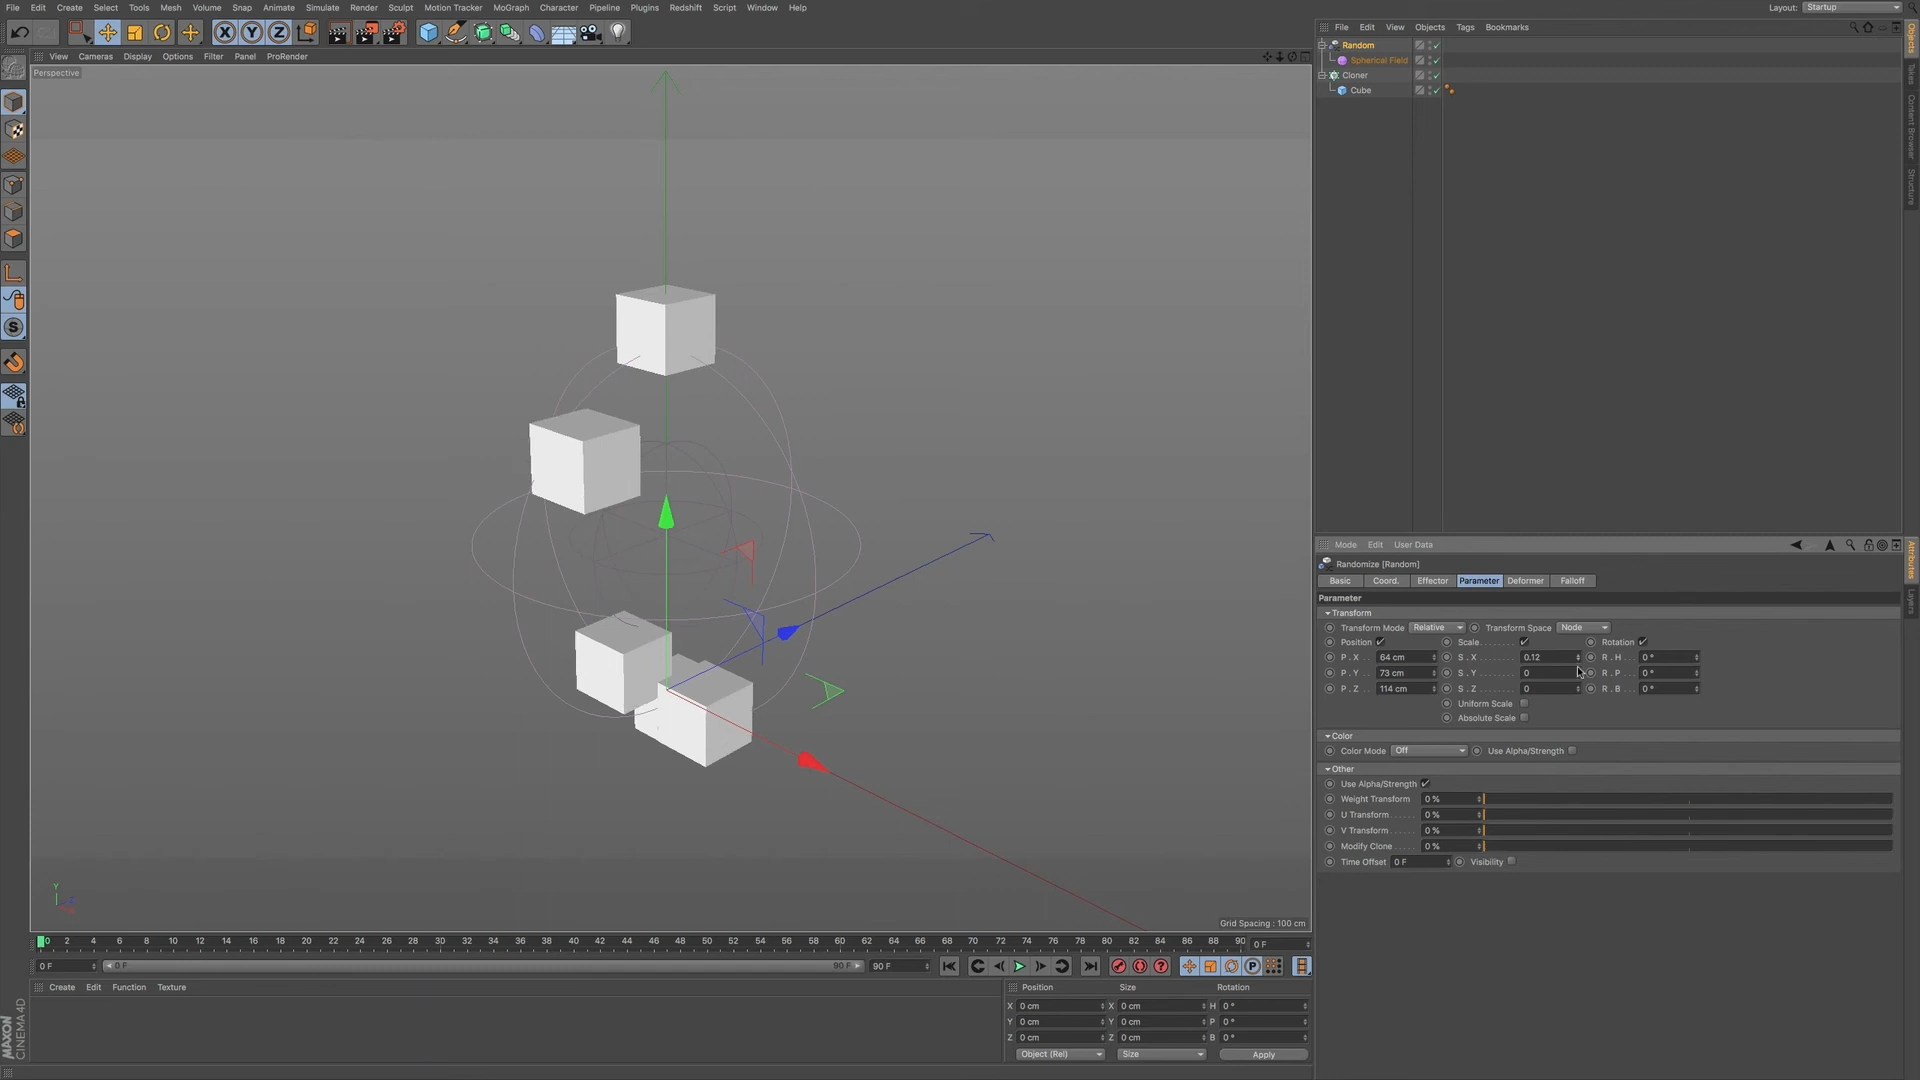 File Edit Create Select Tools Mesh Volume Snap Animate Simulate Render Sculpt Motion Tracker MoGraph Character Pipeline Plugins Redshift Script Window Help Layout: Startup
File Edit View Objects Tags Bookmarks
Random
Spherical Field
Cloner
Cube
Objects
Takes
Content Browser
Structure
View Cameras Display Options Filter Panel ProRender
Perspective
Grid Spacing : 100 cm
Mode Edit User Data
Attributes
Layers
Randomize [Random]
Basic Coord. Effector Parameter Deformer Falloff
Parameter
Transform
Transform Mode Relative Transform Space Node
Position Scale Rotation
P . X 64 cm S . X 0.12 R . H 0 °
P . Y 73 cm S . Y 0 R . P 0 °
P . Z 114 cm S . Z 0 R . B 0 °
Uniform Scale
Absolute Scale
Color
Color Mode Off Use Alpha/Strength
Other
Use Alpha/Strength
Weight Transform 0 %
U Transform 0 %
V Transform 0 %
Modify Clone 0 %
Time Offset 0 F Visibility
0 2 4 6 8 10 12 14 16 18 20 22 24 26 28 30 32 34 36 38 40 42 44 46 48 50 52 54 56 58 60 62 64 66 68 70 72 74 76 78 80 82 84 86 88 90 0 F
0 F 0 F 90 F 90 F
Create Edit Function Texture
Position Size Rotation
X 0 cm X 0 cm H 0 °
Y 0 cm Y 0 cm P 0 °
Z 0 cm Z 0 cm B 0 °
Object (Rel) Size Apply
MAXON
CINEMA 4D
Y